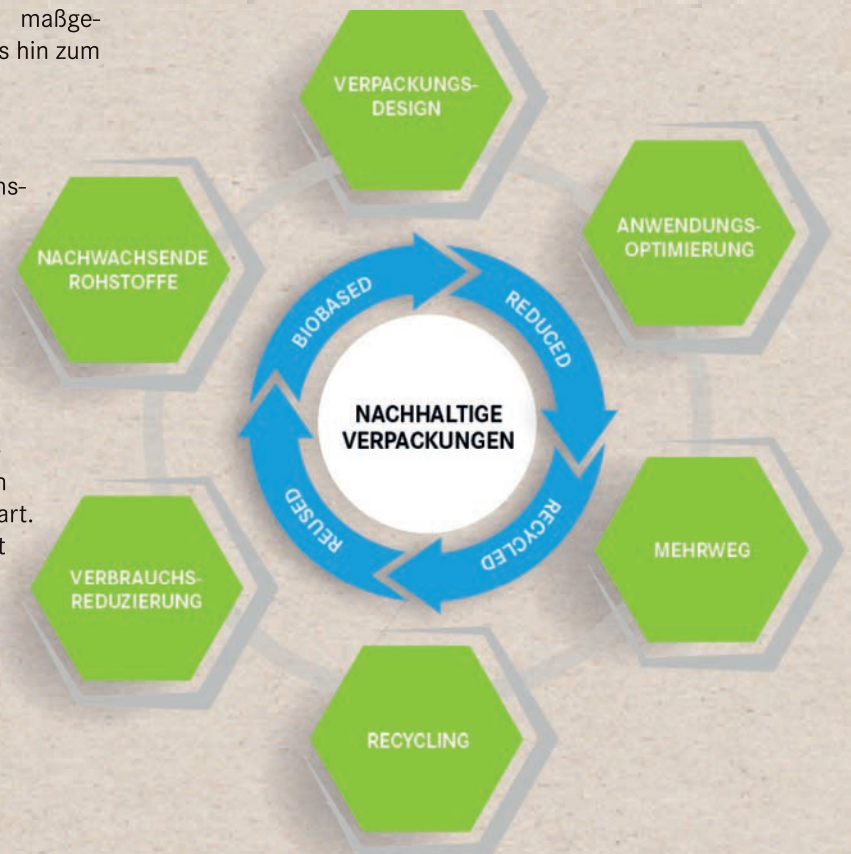 maßge-
s hin zum
ns-
n
art.
t
VERPACKUNGS-
DESIGN
ANWENDUNGS-
OPTIMIERUNG
NACHWACHSENDE
ROHSTOFFE
BIOBASED
REDUCED
NACHHALTIGE
VERPACKUNGEN
REUSED
RECYCLED
MEHRWEG
VERBRAUCHS-
REDUZIERUNG
RECYCLING